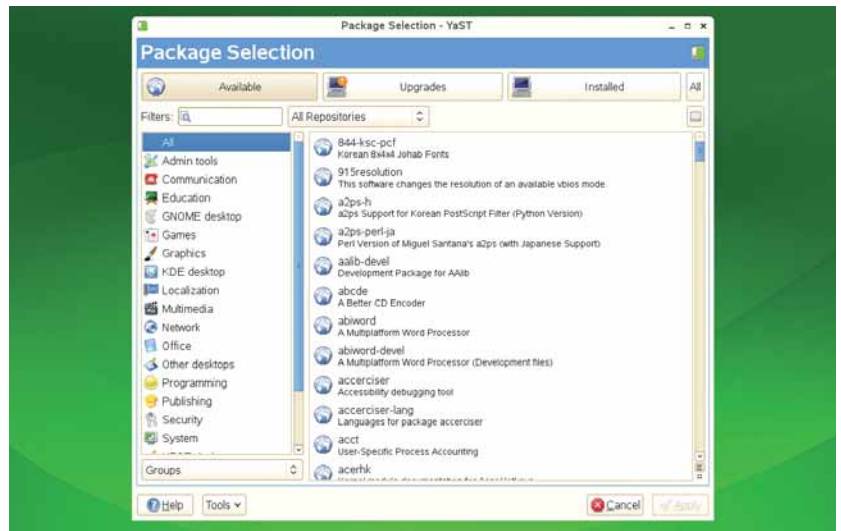 Package Selection - YaST
Package Selection
Available
Upgrades
Installed
All
Filters:
All Repositories
All
Admin tools
Communication
Education
GNOME desktop
Games
Graphics
KDE desktop
Localization
Multimedia
Network
Office
Other desktops
Programming
Publishing
Security
System
Groups
844-ksc-pcf
Korean 8x4x4 Johab Fonts
915resolution
This software changes the resolution of an available vbios mode
a2ps-h
a2ps Support for Korean PostScript Filter (Python Version)
a2ps-perl-ja
Perl Version of Miguel Santana's a2ps (with Japanese Support)
aalib-devel
Development Package for AAlib
abcde
A Better CD Encoder
abiword
A Multiplatform Word Processor
abiword-devel
A Multiplatform Word Processor (Development files)
accerciser
Accessibility debugging tool
accerciser-lang
Languages for package accerciser
acct
User-Specific Process Accounting
acerhk
Help
Tools
Cancel
Apply